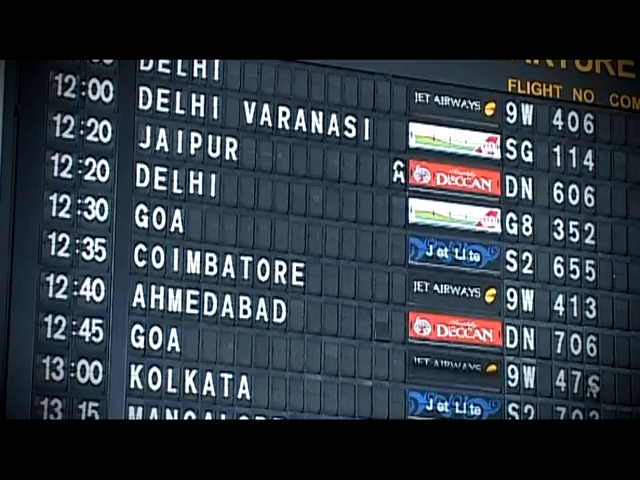 FLIGHT NO COM
DELHI
12:00 DELHI VARANASI JET AIRWAYS 9W 406
12:20 JAIPUR SG 114
12:20 DELHI DECCAN DN 606
12:30 GOA G8 352
12:35 COIMBATORE Jet Lite S2 655
12:40 AHMEDABAD JET AIRWAYS 9W 413
12:45 GOA DECCAN DN 706
13:00 KOLKATA JET AIRWAYS 9W
13 15 MANGALORE Jet Lite S2